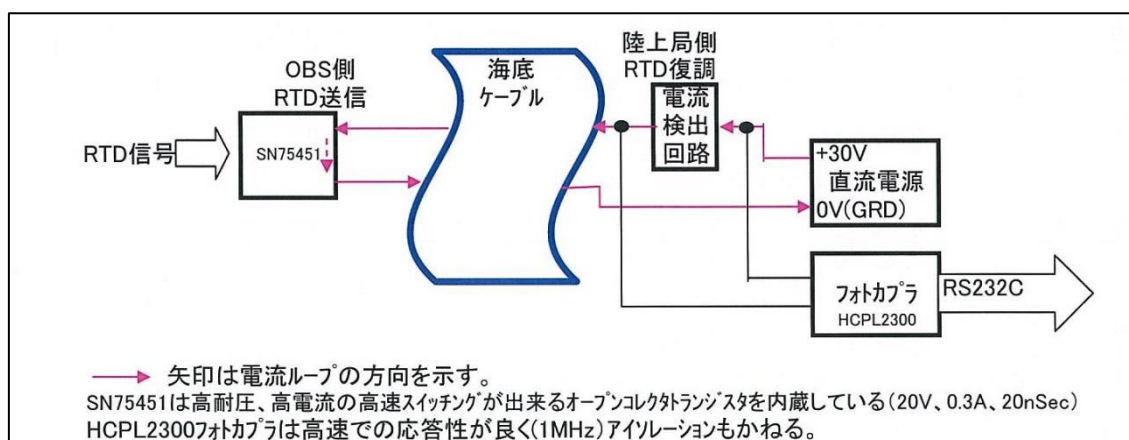 陸上局側
RTD復調
OBS側
RTD送信
海底
ケーブル
電流
検出
回路
RTD信号
SN75451
+30V
直流電源
0V(GRD)
フォトカプラ
HCPL2300
RS232C
矢印は電流ループの方向を示す。
SN75451は高耐圧、高電流の高速スイッチングが出来るオープンコレクタトランジスタを内蔵している(20V、0.3A、20nSec)
HCPL2300フォトカプラは高速での応答性が良く(1MHz)アイソレーションもかねる。